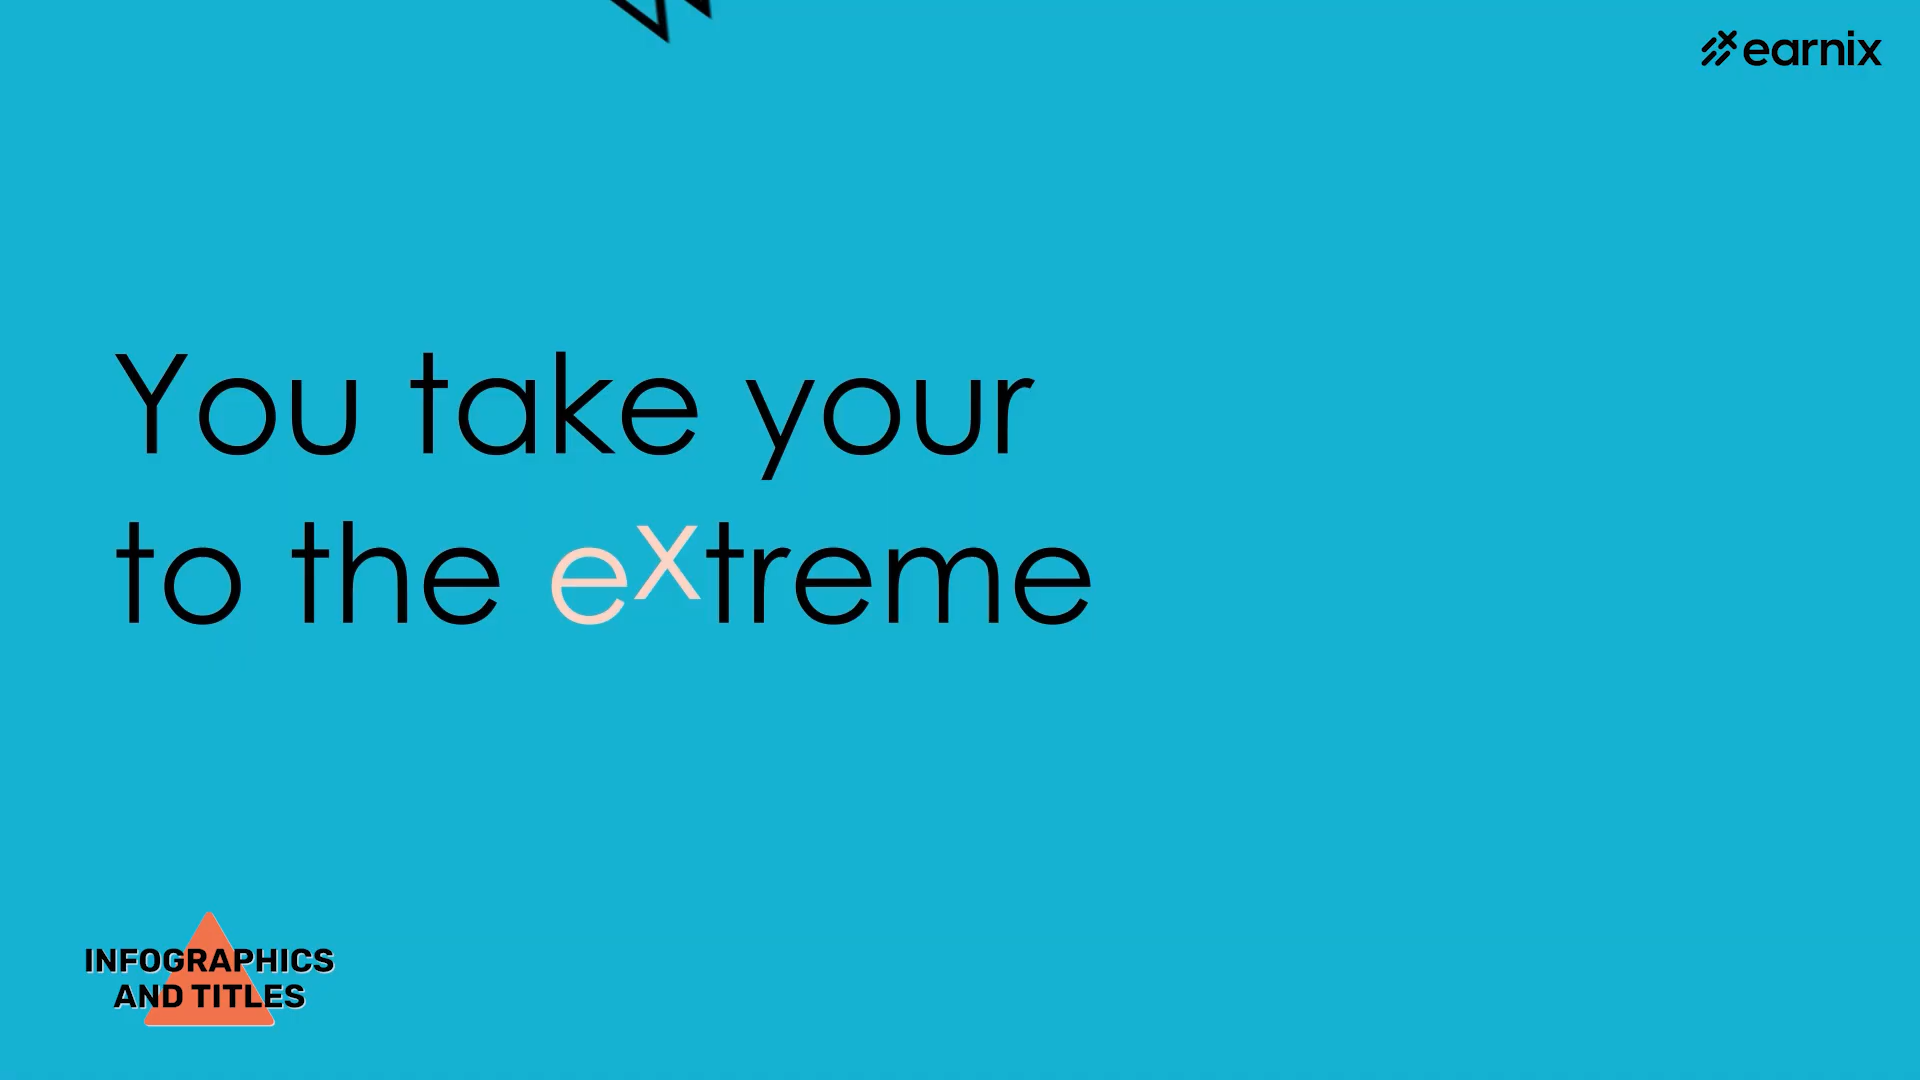 earnix
You take your
to the eXtreme
INFOGRAPHICS
AND TITLES